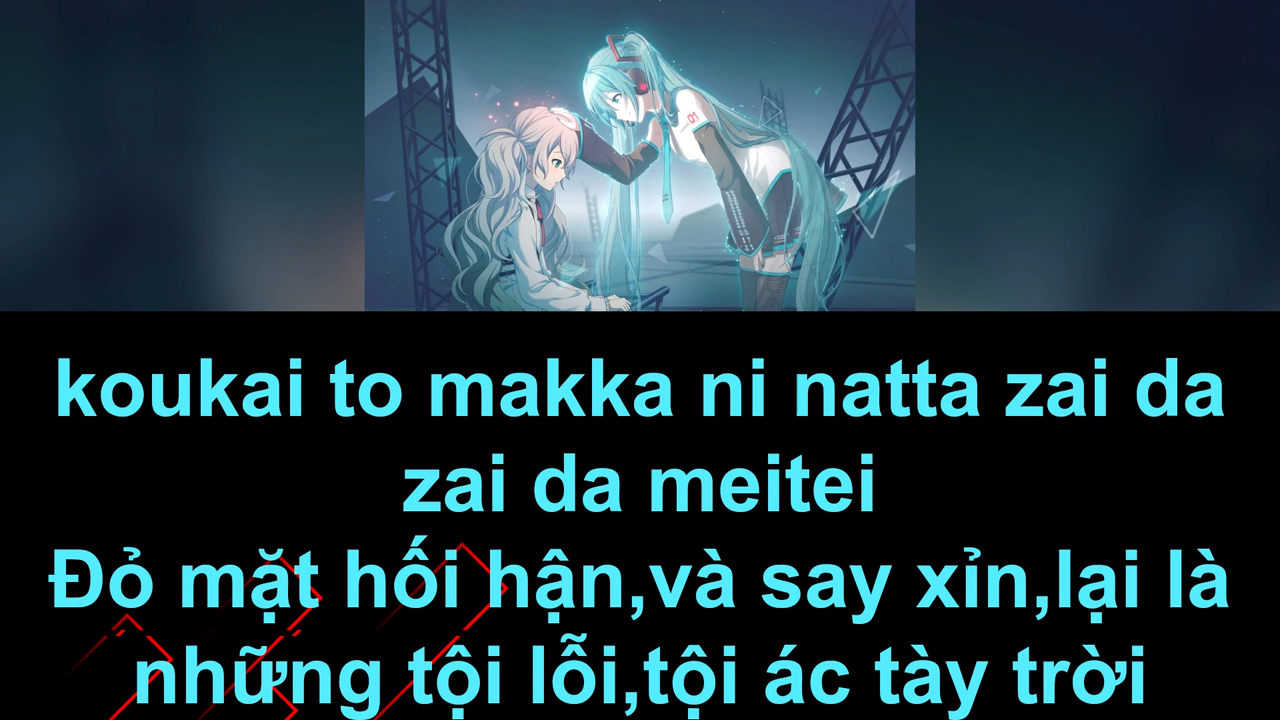 01
koukai to makka ni natta zai da
zai da meitei
Đỏ mặt hối hận,và say xỉn,lại là
những tội lỗi,tội ác tày trời